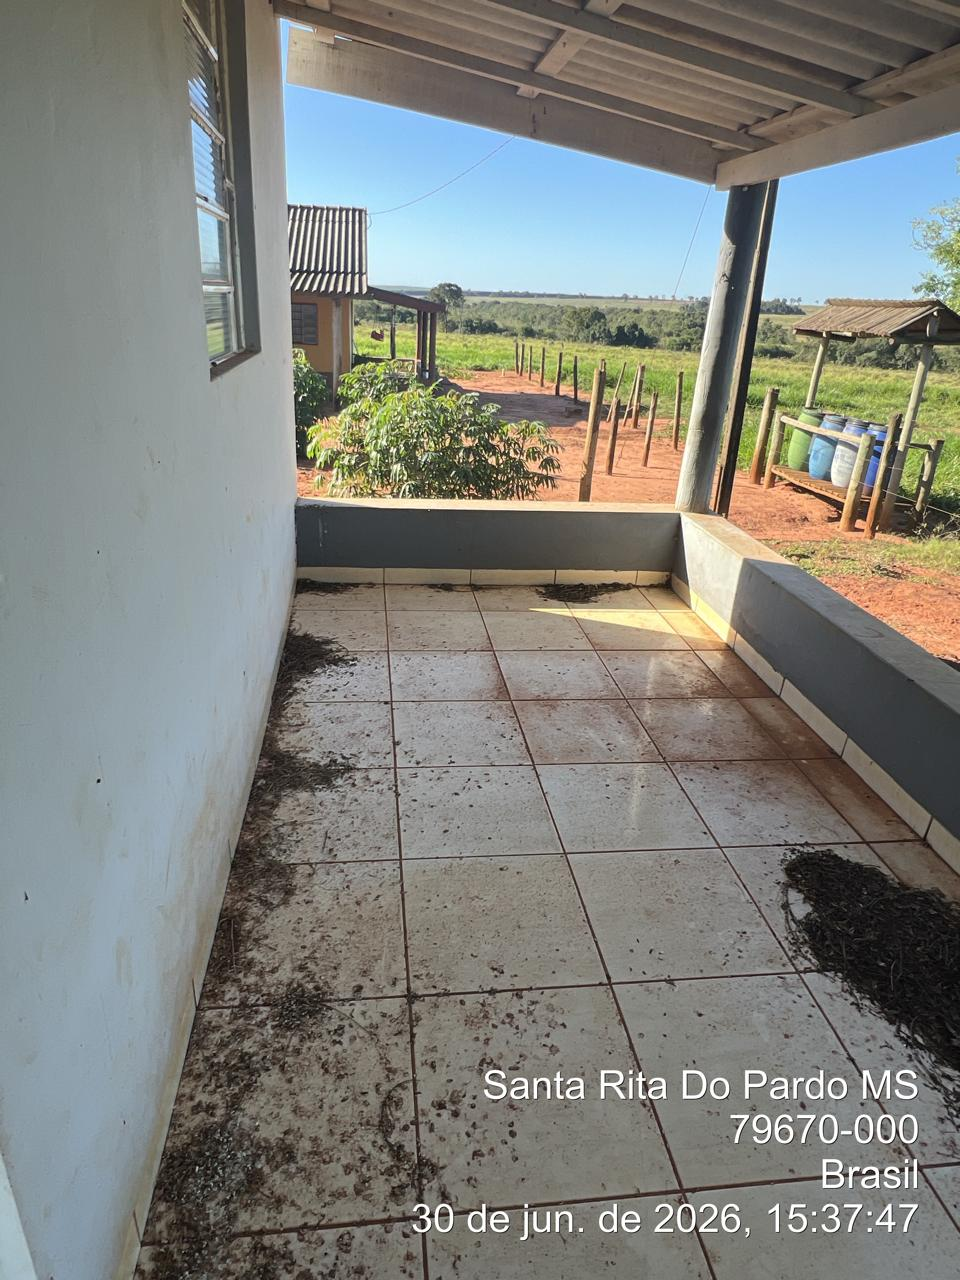 Santa Rita Do Pardo MS
79670-000
Brasil
30 de jun. de 2026, 15:37:47